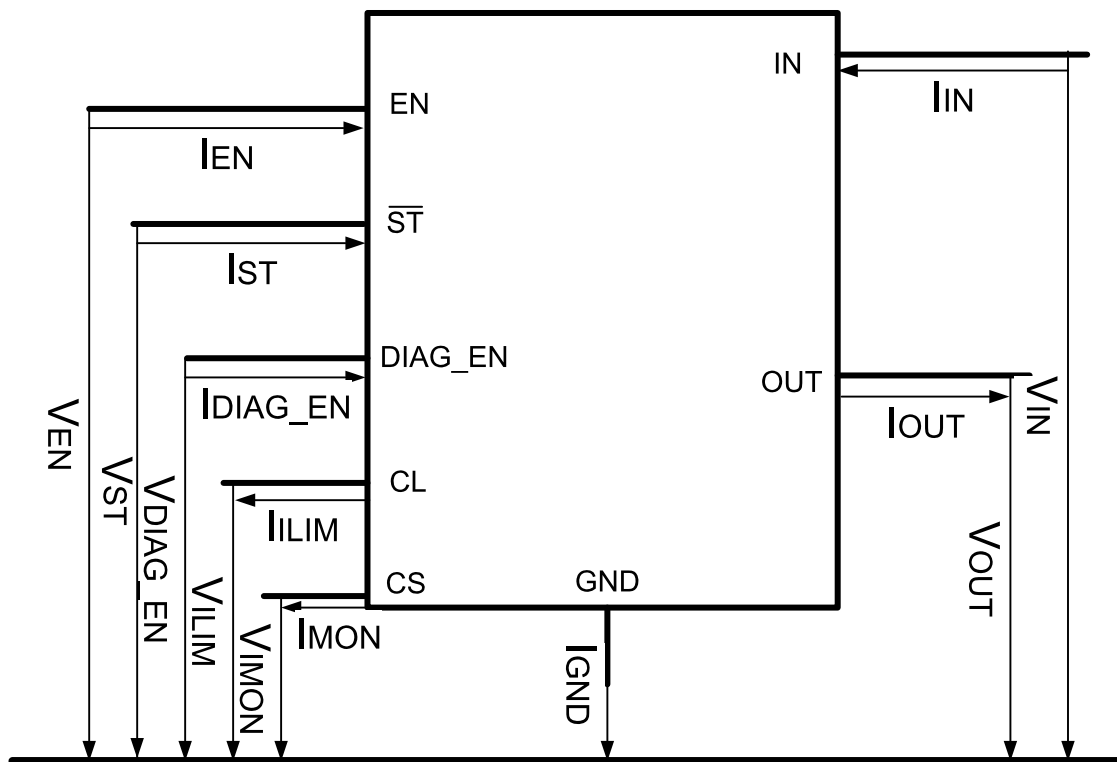 IN
IIN
EN
IEN
ST
IST
DIAG_EN
IDIAG_EN
OUT
IOUT
CL
IILIM
CS
IMON
GND
IGND
VEN
VST
VDIAG_EN
VILIM
VIMON
VOUT
VIN